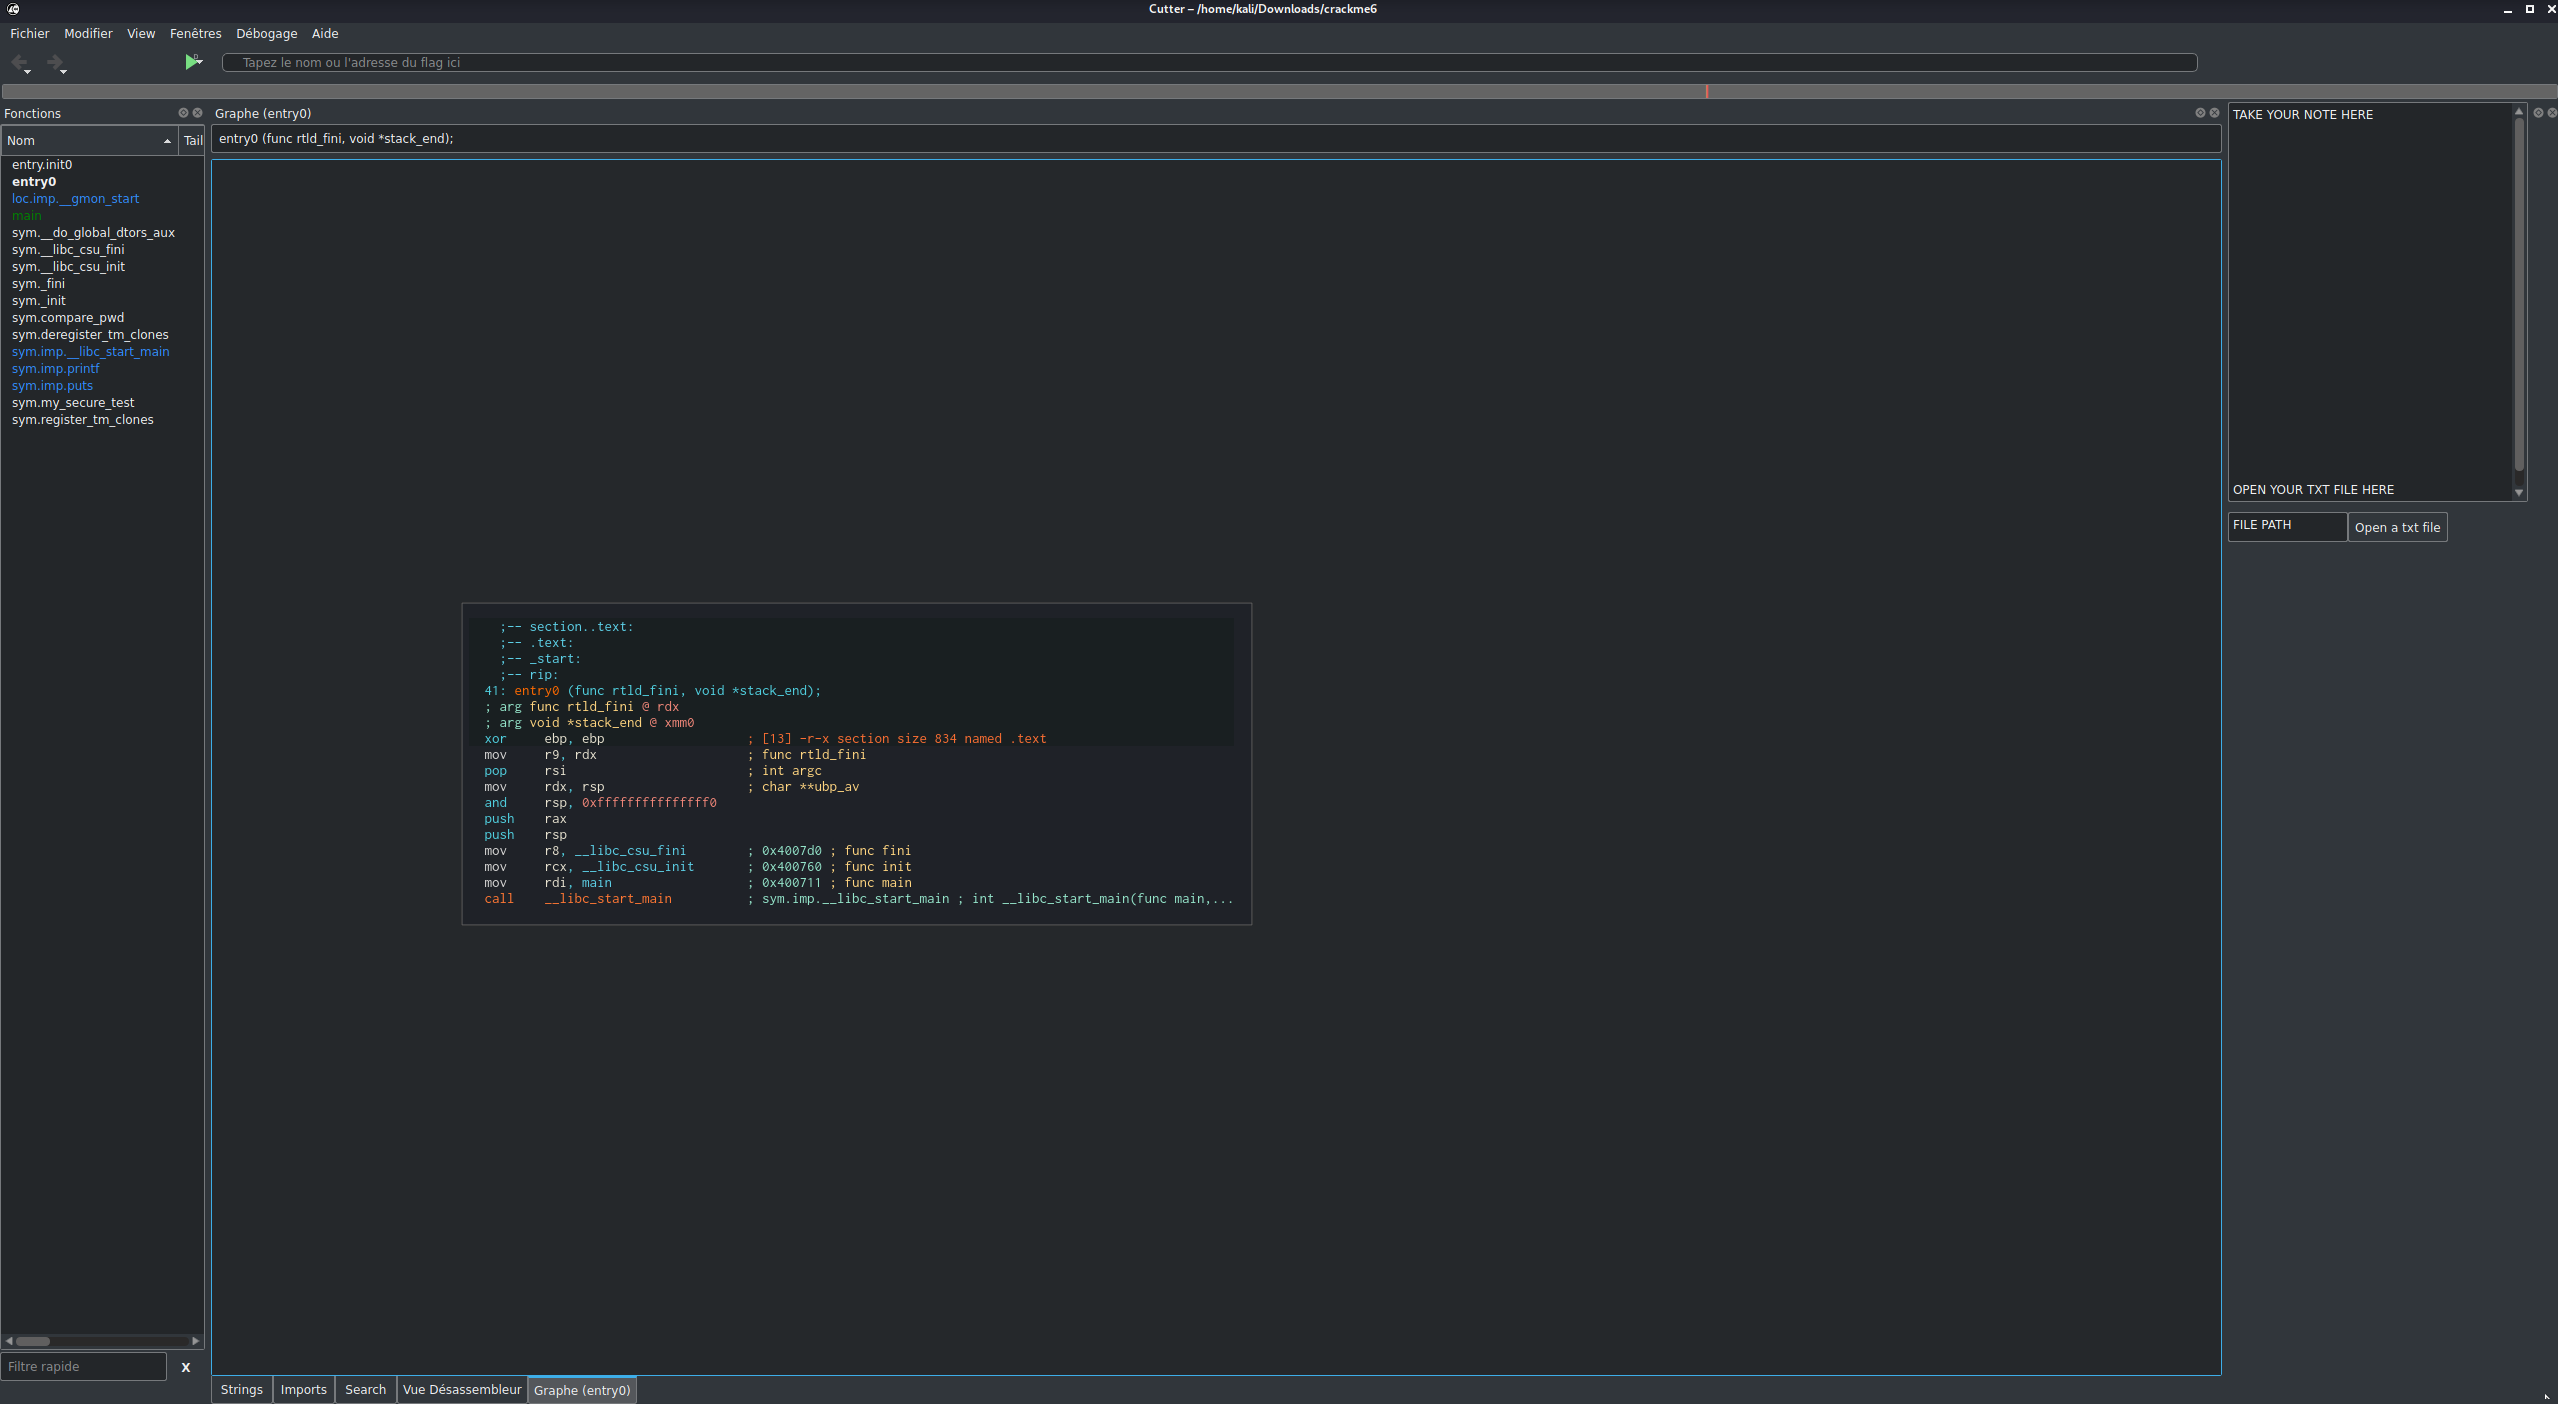 Cutter – /home/kali/Downloads/crackme6
Fichier Modifier View Fenêtres Débogage Aide
Tapez le nom ou l'adresse du flag ici
Fonctions
Nom Tail
entry.init0
entry0
loc.imp.__gmon_start
main
sym.__do_global_dtors_aux
sym.__libc_csu_fini
sym.__libc_csu_init
sym._fini
sym._init
sym.compare_pwd
sym.deregister_tm_clones
sym.imp.__libc_start_main
sym.imp.printf
sym.imp.puts
sym.my_secure_test
sym.register_tm_clones
Filtre rapide X
Graphe (entry0)
entry0 (func rtld_fini, void *stack_end);
;-- section..text:
;-- .text:
;-- _start:
;-- rip:
41: entry0 (func rtld_fini, void *stack_end);
; arg func rtld_fini @ rdx
; arg void *stack_end @ xmm0
xor ebp, ebp ; [13] -r-x section size 834 named .text
mov r9, rdx ; func rtld_fini
pop rsi ; int argc
mov rdx, rsp ; char **ubp_av
and rsp, 0xfffffffffffffff0
push rax
push rsp
mov r8, __libc_csu_fini ; 0x4007d0 ; func fini
mov rcx, __libc_csu_init ; 0x400760 ; func init
mov rdi, main ; 0x400711 ; func main
call __libc_start_main ; sym.imp.__libc_start_main ; int __libc_start_main(func main,...
Strings Imports Search Vue Désassembleur Graphe (entry0)
TAKE YOUR NOTE HERE
OPEN YOUR TXT FILE HERE
FILE PATH Open a txt file